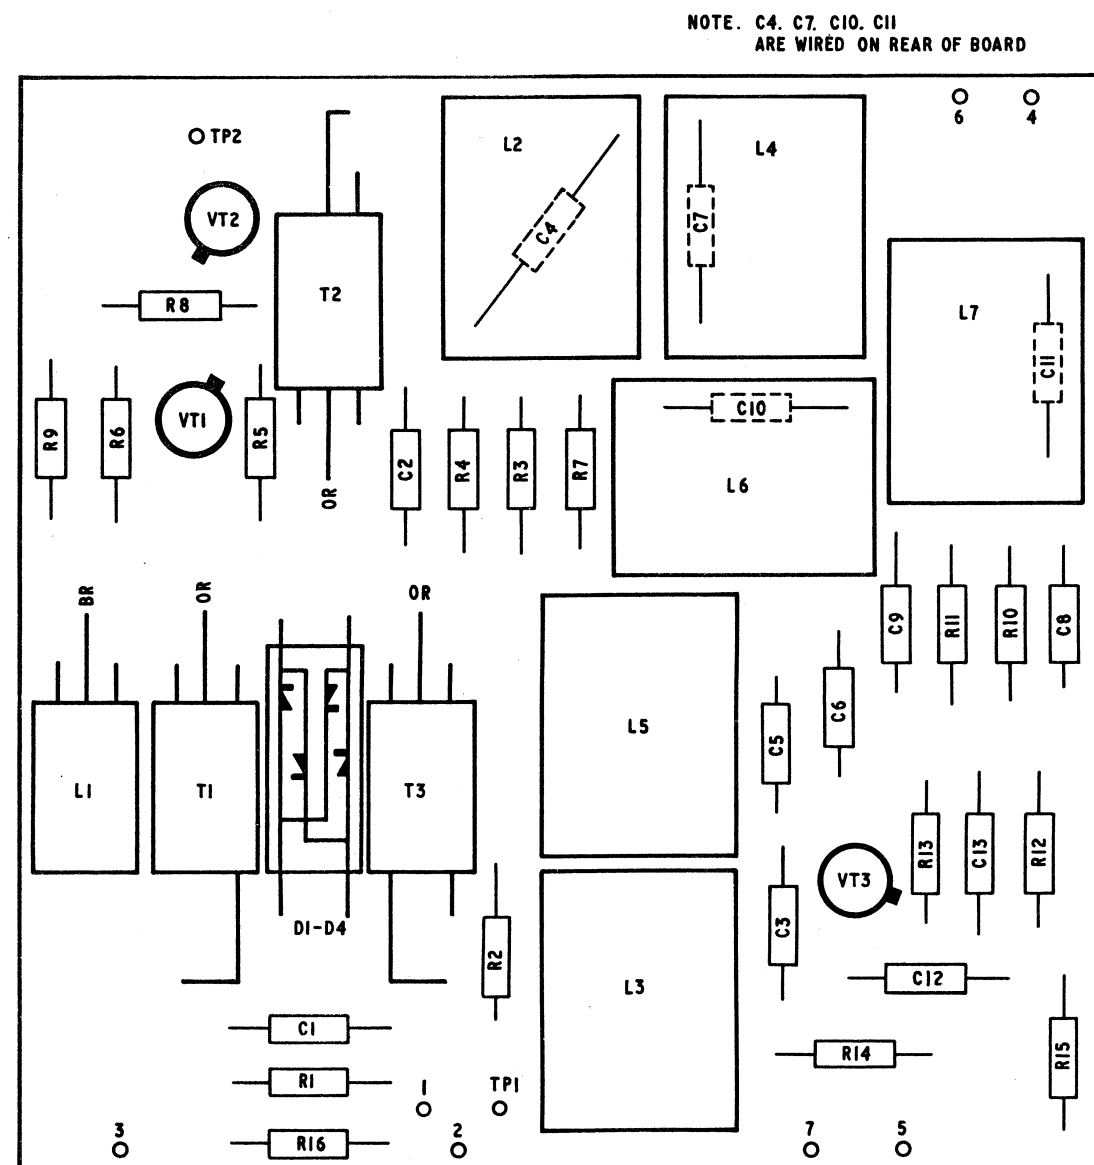 NOTE. C4. C7. C10. C11
ARE WIRED ON REAR OF BOARD
6
4
TP2
L2
L4
VT2
C4
C7
T2
R8
L7
C11
C10
VT1
R9
R6
R5
C2
R4
R3
R7
L6
OR
BR
OR
OR
C9
R11
R10
C8
C6
L5
C5
L1
T1
T3
R13
C13
R12
VT3
D1-D4
C3
R2
C12
L3
C1
R14
R15
R1
1
TP1
3
R16
2
7
5